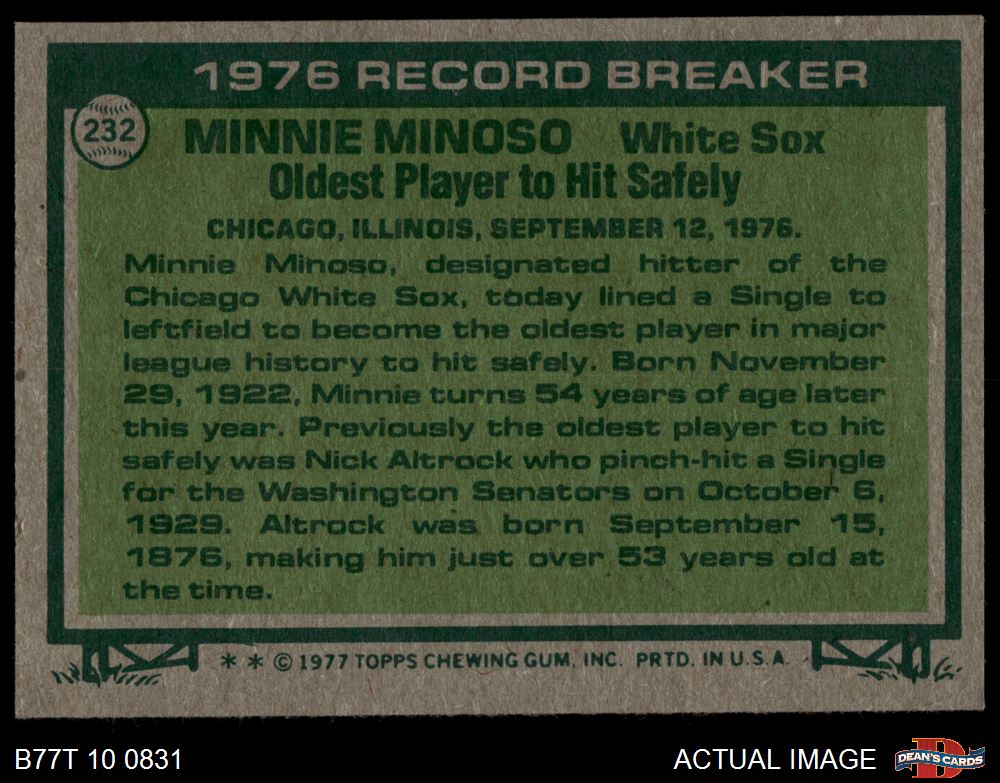 1976 RECORD BREAKER
232
MINNIE MINOSO White Sox
Oldest Player to Hit Safely
CHICAGO, ILLINOIS, SEPTEMBER 12, 1976.
Minnie Minoso, designated hitter of the
Chicago White Sox, today lined a Single to
leftfield to become the oldest player in major
league history to hit safely. Born November
29, 1922, Minnie turns 54 years of age later
this year. Previously the oldest player to hit
safely was Nick Altrock who pinch-hit a Single
for the Washington Senators on October 6,
1929. Altrock was born September 15,
1876, making him just over 53 years old at
the time.
* * © 1977 TOPPS CHEWING GUM, INC. PRTD. IN U.S.A.
B77T 10 0831
ACTUAL IMAGE
D
DEAN'S CARDS